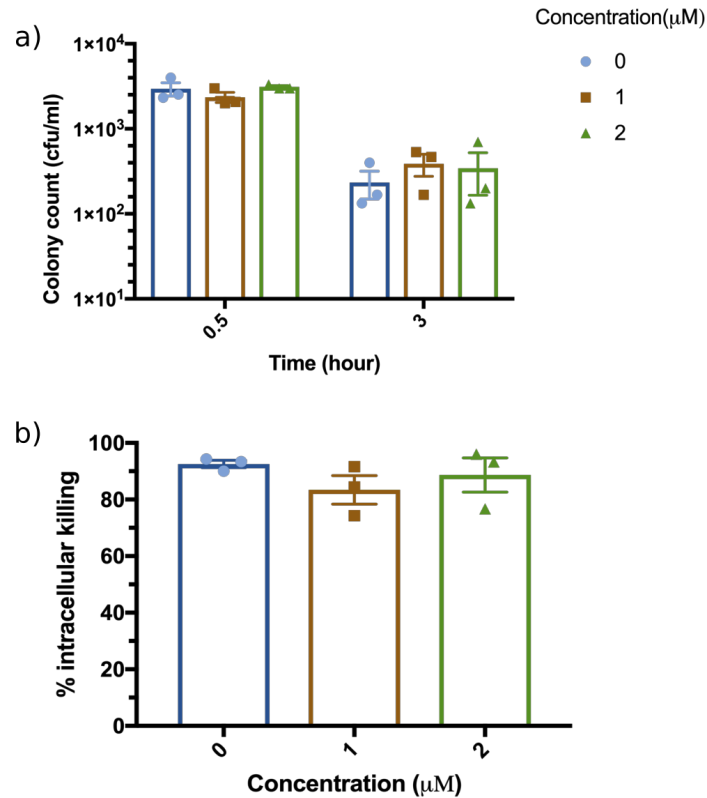 Concentration(μM)
0
1
2
a)
1×10⁴
1×10³
1×10²
1×10¹
Colony count (cfu/ml)
0.5
3
Time (hour)
b)
100
80
60
40
20
0
% intracellular killing
0
1
2
Concentration (μM)